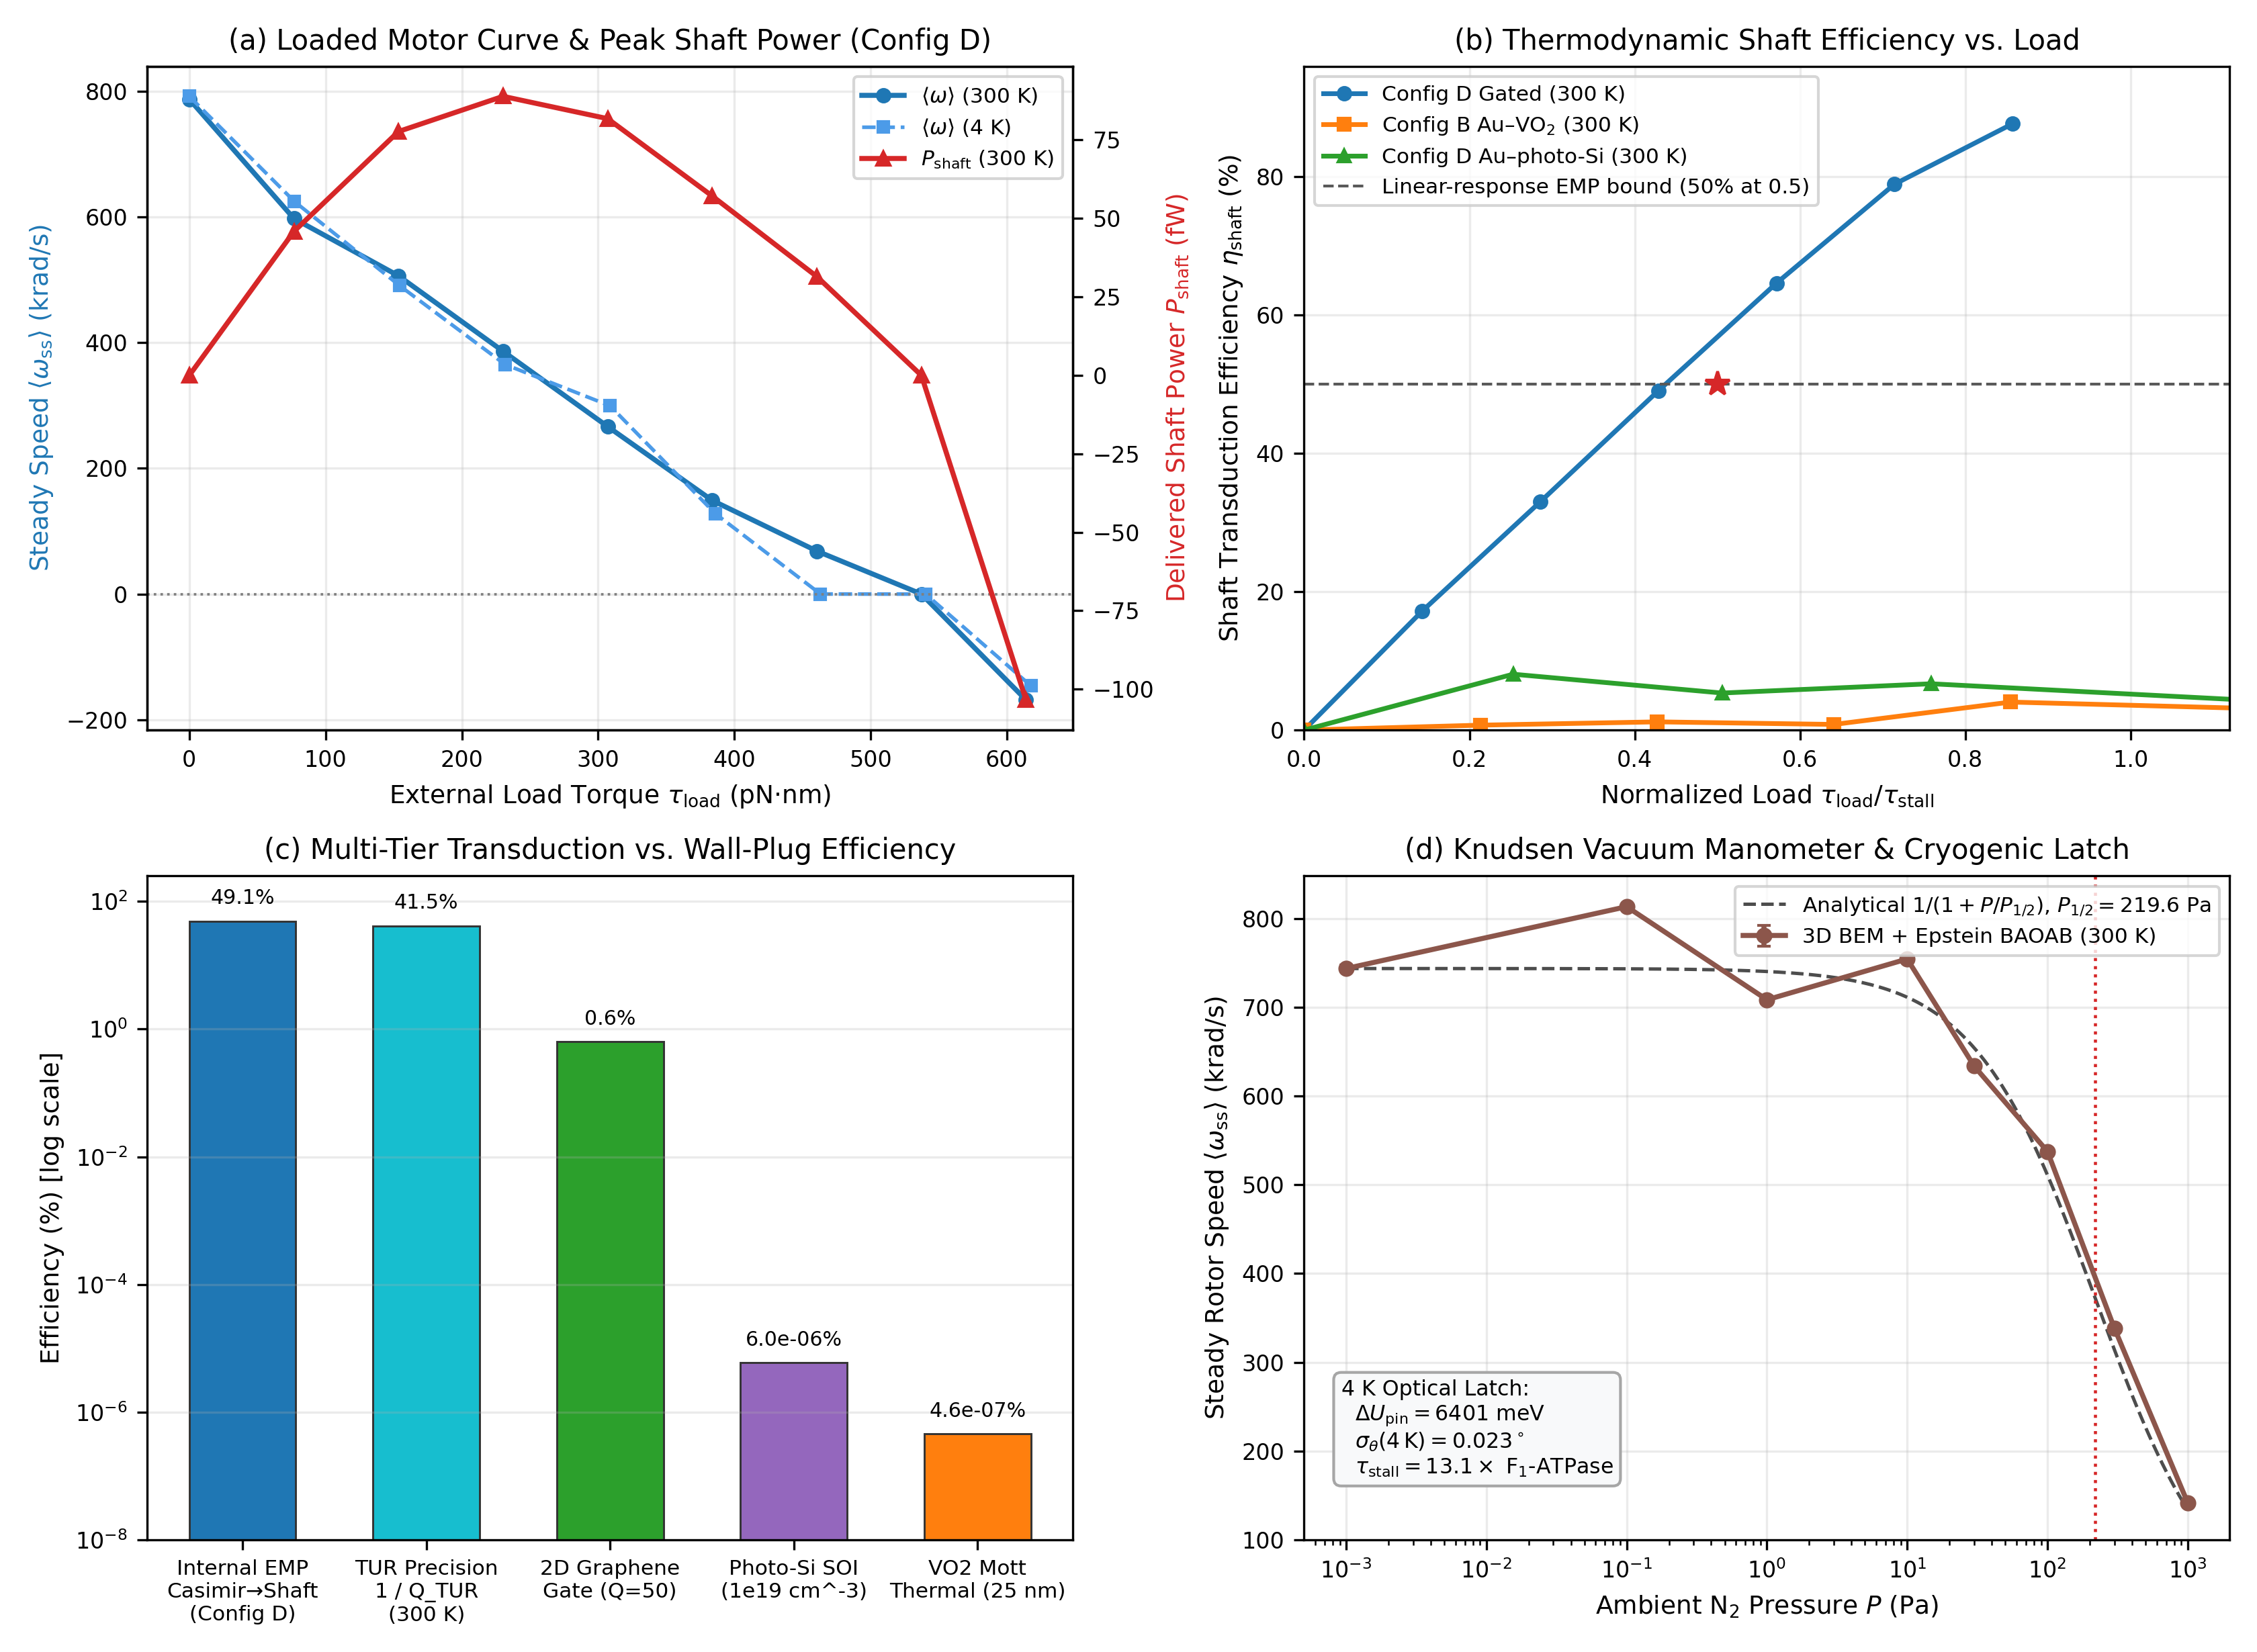 (a) Loaded Motor Curve & Peak Shaft Power (Config D)
800
600
400
200
0
−200
Steady Speed ⟨ω_ss⟩ (krad/s)
⟨ω⟩ (300 K)
⟨ω⟩ (4 K)
P_shaft (300 K)
75
50
25
0
−25
−50
−75
−100
Delivered Shaft Power P_shaft (fW)
0 100 200 300 400 500 600
External Load Torque τ_load (pN·nm)
(b) Thermodynamic Shaft Efficiency vs. Load
Config D Gated (300 K)
Config B Au–VO₂ (300 K)
Config D Au–photo-Si (300 K)
Linear-response EMP bound (50% at 0.5)
80
60
40
20
0
Shaft Transduction Efficiency η_shaft (%)
0.0 0.2 0.4 0.6 0.8 1.0
Normalized Load τ_load/τ_stall
(c) Multi-Tier Transduction vs. Wall-Plug Efficiency
10²
10⁰
10⁻²
10⁻⁴
10⁻⁶
10⁻⁸
Efficiency (%) [log scale]
49.1%
41.5%
0.6%
6.0e-06%
4.6e-07%
Internal EMP
Casimir→Shaft
(Config D)
TUR Precision
1 / Q_TUR
(300 K)
2D Graphene
Gate (Q=50)
Photo-Si SOI
(1e19 cm^-3)
VO2 Mott
Thermal (25 nm)
(d) Knudsen Vacuum Manometer & Cryogenic Latch
Analytical 1/(1 + P/P₁/₂), P₁/₂ = 219.6 Pa
3D BEM + Epstein BAOAB (300 K)
800
700
600
500
400
300
200
100
Steady Rotor Speed ⟨ω_ss⟩ (krad/s)
4 K Optical Latch:
ΔU_pin = 6401 meV
σ_θ(4 K) = 0.023°
τ_stall = 13.1× F₁-ATPase
10⁻³ 10⁻² 10⁻¹ 10⁰ 10¹ 10² 10³
Ambient N₂ Pressure P (Pa)